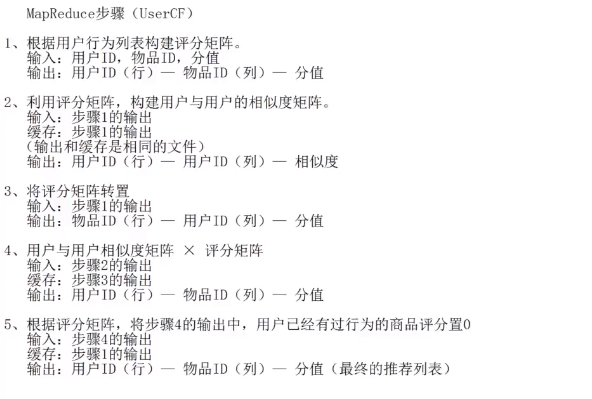 MapReduce步骤（UserCF）
1、根据用户行为列表构建评分矩阵。
输入：用户ID，物品ID，分值
输出：用户ID（行）— 物品ID（列）— 分值
2、利用评分矩阵，构建用户与用户的相似度矩阵。
输入：步骤1的输出
缓存：步骤1的输出
（输出和缓存是相同的文件）
输出：用户ID（行）— 用户ID（列）— 相似度
3、将评分矩阵转置
输入：步骤1的输出
输出：物品ID（行）— 用户ID（列）— 分值
4、用户与用户相似度矩阵 × 评分矩阵
输入：步骤2的输出
缓存：步骤3的输出
输出：用户ID（行）— 物品ID（列）— 分值
5、根据评分矩阵，将步骤4的输出中，用户已经有过行为的商品评分置0
输入：步骤4的输出
缓存：步骤1的输出
输出：用户ID（行）— 物品ID（列）— 分值（最终的推荐列表）